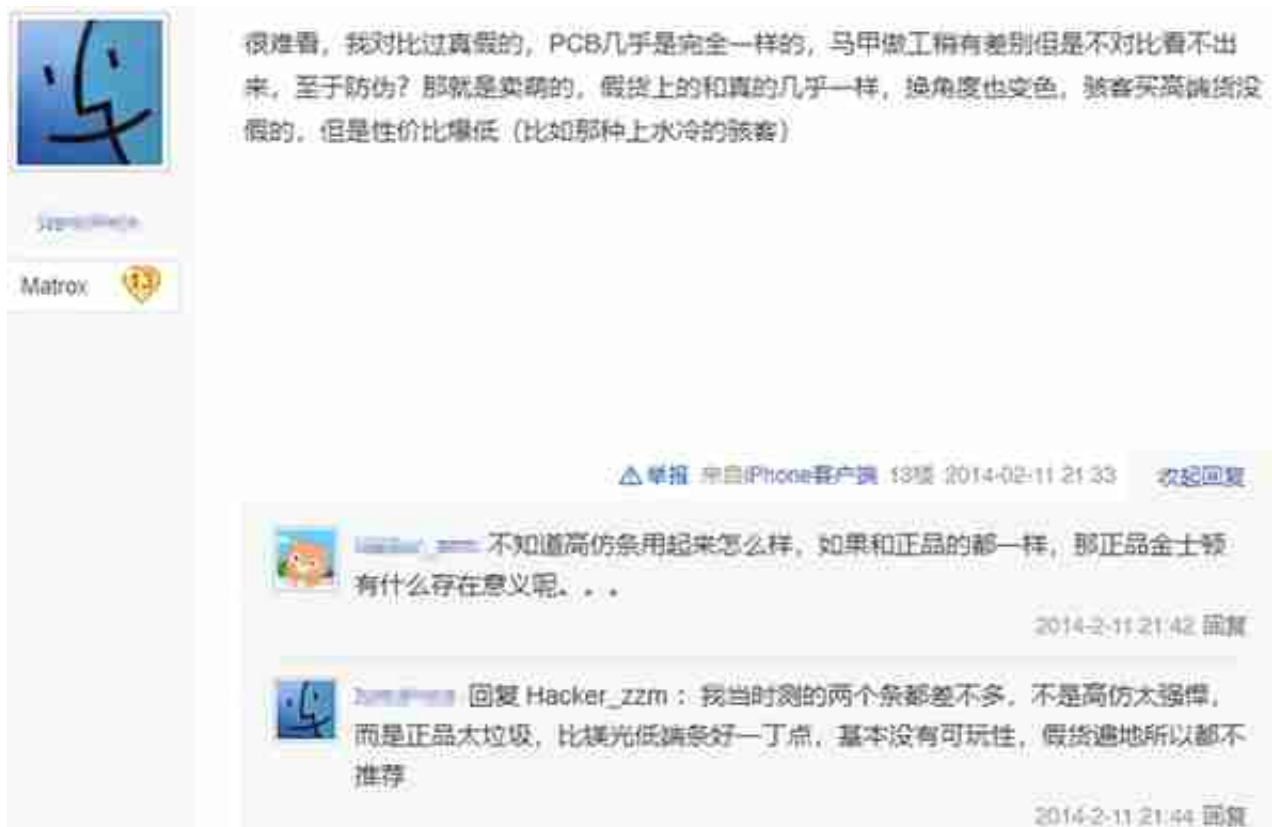 很难看，我对比过真假的，PCB几乎是完全一样的，马甲做工稍有差别但是不对比看不出
来，至于防伪？那就是卖萌的，假货上的和真的几乎一样，换角度也变色，骇客买高端货没
假的，但是性价比爆低（比如那种上水冷的骇客）
Matrox
举报 来自iPhone客户端 13楼 2014-02-11 21:33 收起回复
不知道高仿条用起来怎么样，如果和正品的都一样，那正品金士顿
有什么存在意义呢。。。
2014-2-11 21:42 回复
回复 Hacker_zzm： 我当时测的两个条都差不多，不是高仿太强悍，
而是正品太垃圾，比镁光低端条好一丁点，基本没有可玩性，假货遍地所以都不
推荐
2014-2-11 21:44 回复